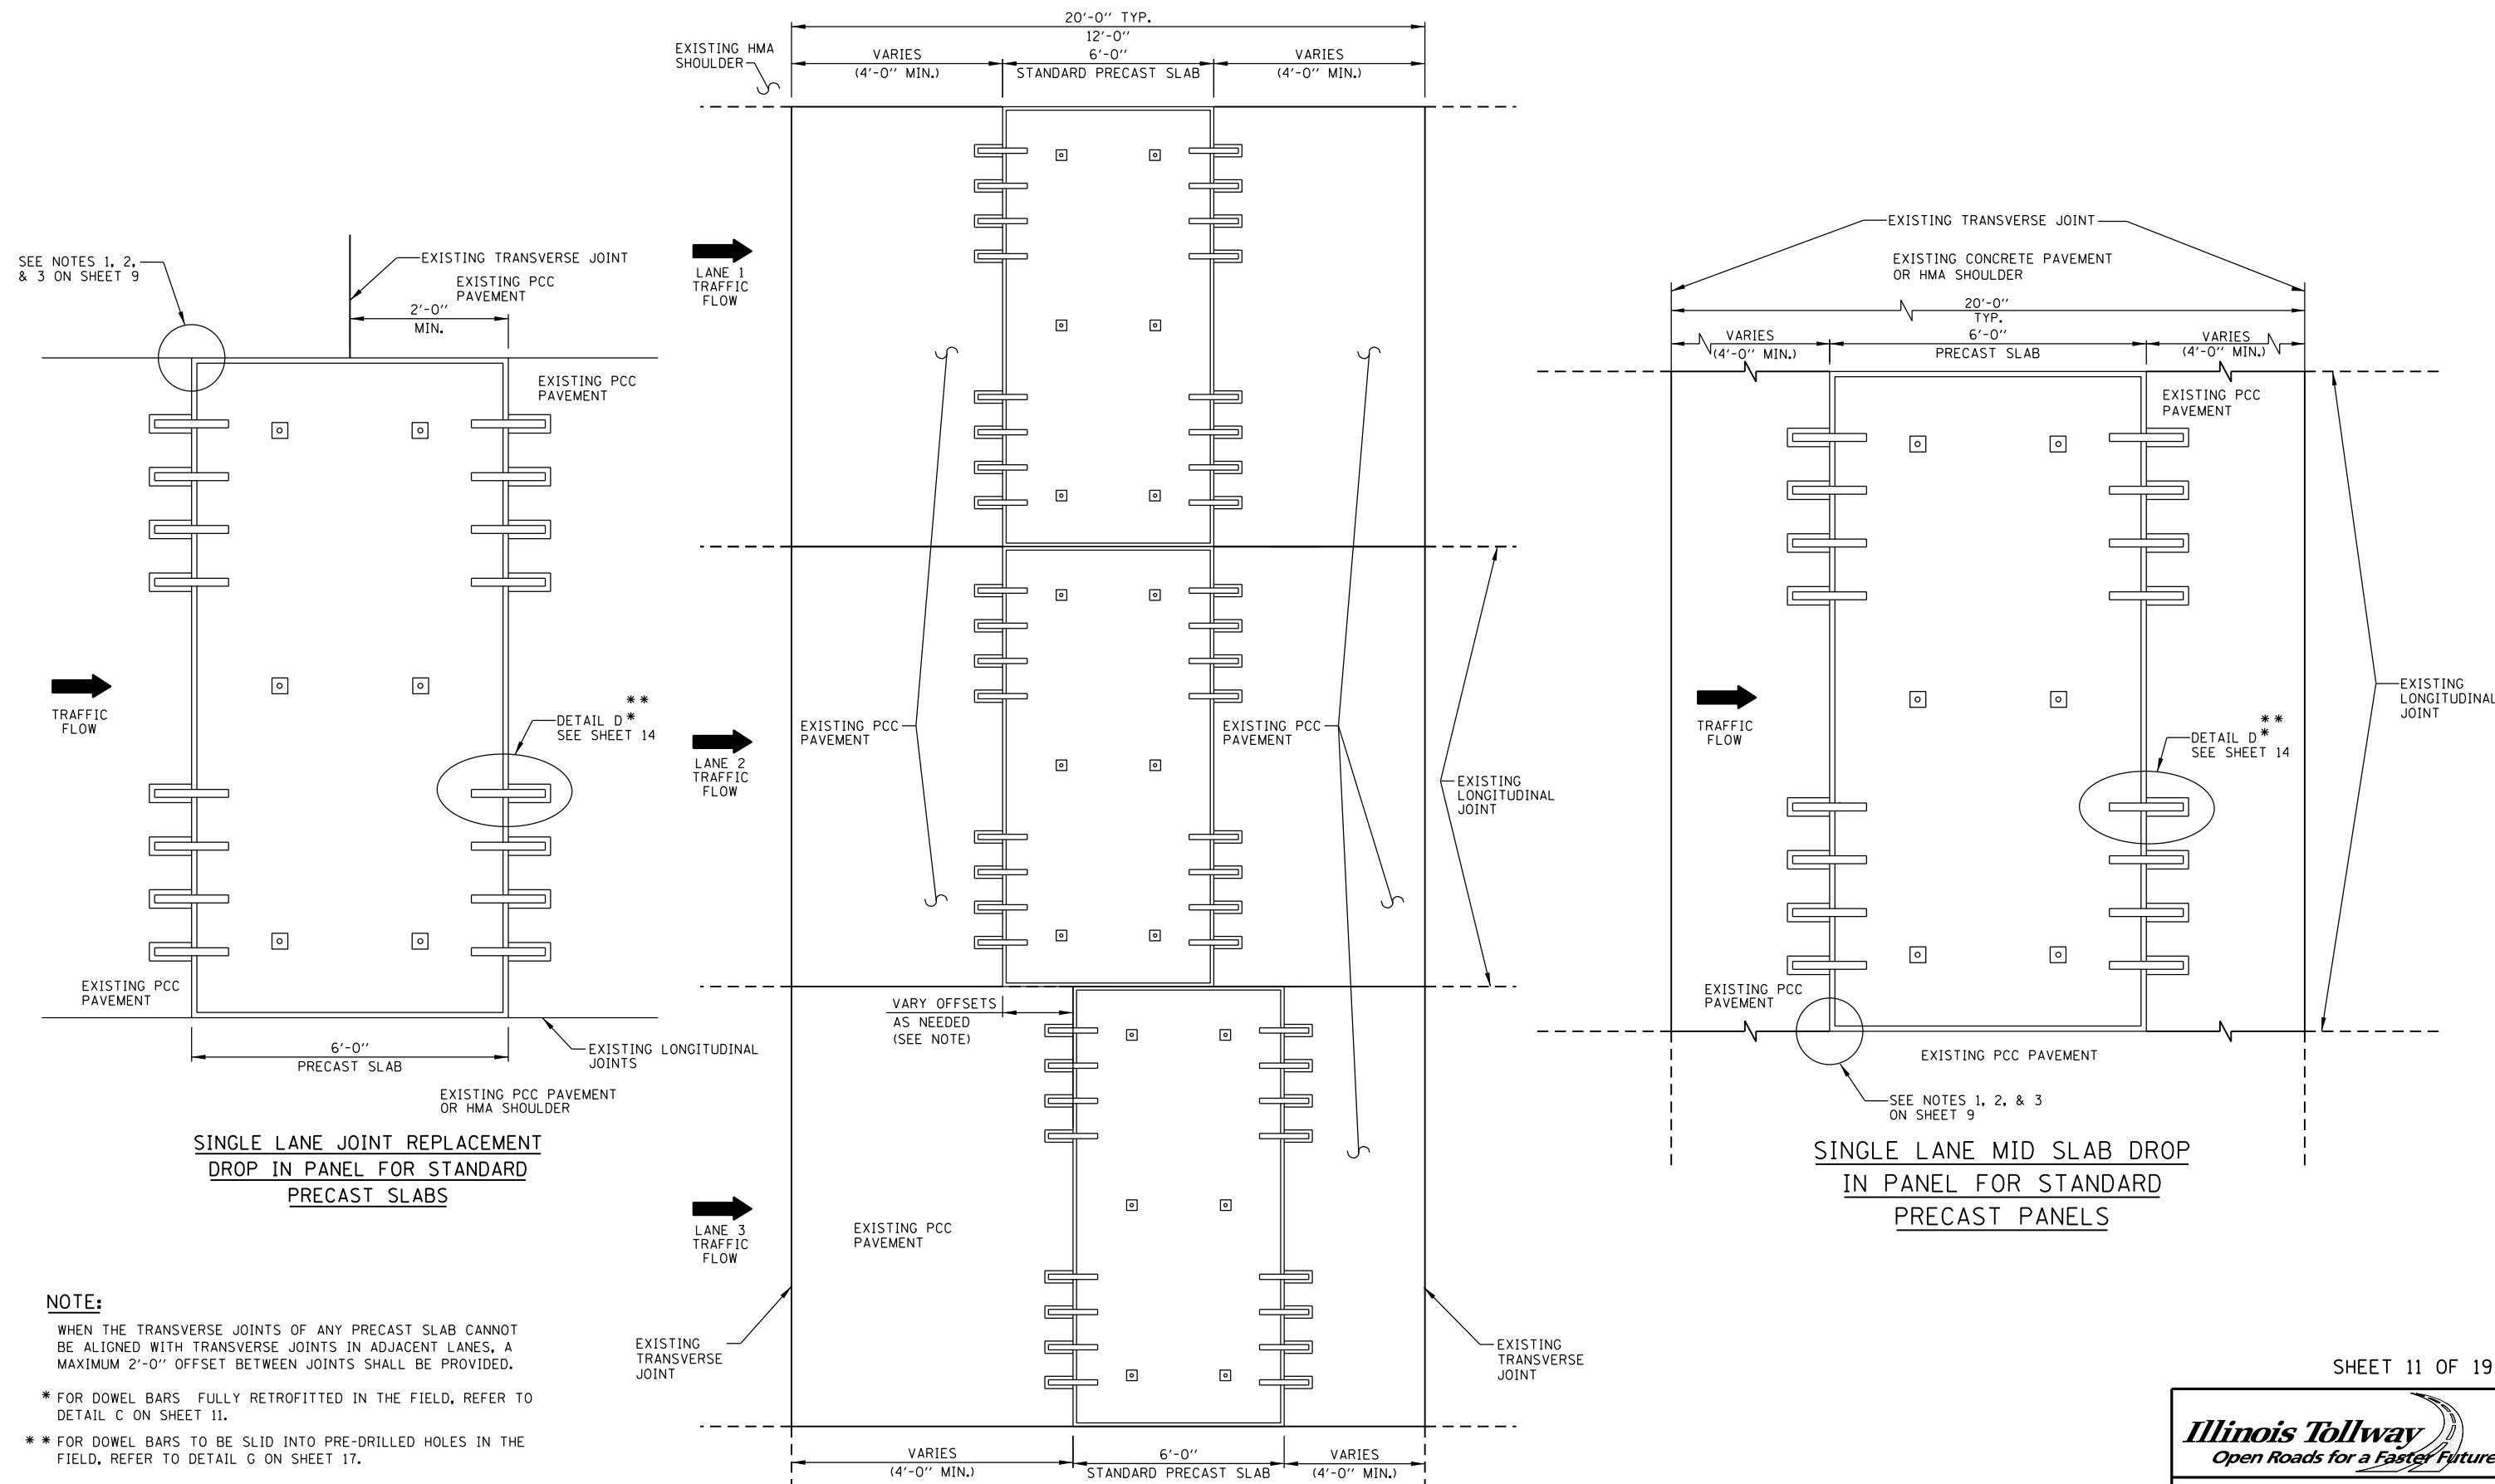 SEE NOTES 1, 2,
& 3 ON SHEET 9
EXISTING TRANSVERSE JOINT
EXISTING PCC
PAVEMENT
2'-0''
MIN.
EXISTING PCC
PAVEMENT
TRAFFIC
FLOW
* *
DETAIL D *
SEE SHEET 14
EXISTING PCC
PAVEMENT
6'-0''
PRECAST SLAB
EXISTING LONGITUDINAL
JOINTS
EXISTING PCC PAVEMENT
OR HMA SHOULDER
SINGLE LANE JOINT REPLACEMENT
DROP IN PANEL FOR STANDARD
PRECAST SLABS
NOTE:
WHEN THE TRANSVERSE JOINTS OF ANY PRECAST SLAB CANNOT
BE ALIGNED WITH TRANSVERSE JOINTS IN ADJACENT LANES, A
MAXIMUM 2'-0'' OFFSET BETWEEN JOINTS SHALL BE PROVIDED.
* FOR DOWEL BARS FULLY RETROFITTED IN THE FIELD, REFER TO
DETAIL C ON SHEET 11.
* * FOR DOWEL BARS TO BE SLID INTO PRE-DRILLED HOLES IN THE
FIELD, REFER TO DETAIL G ON SHEET 17.
20'-0'' TYP.
12'-0''
EXISTING HMA
SHOULDER
VARIES
(4'-0'' MIN.)
6'-0''
STANDARD PRECAST SLAB
VARIES
(4'-0'' MIN.)
LANE 1
TRAFFIC
FLOW
EXISTING PCC
PAVEMENT
EXISTING PCC
PAVEMENT
LANE 2
TRAFFIC
FLOW
EXISTING
LONGITUDINAL
JOINT
VARY OFFSETS
AS NEEDED
(SEE NOTE)
LANE 3
TRAFFIC
FLOW
EXISTING PCC
PAVEMENT
EXISTING
TRANSVERSE
JOINT
EXISTING
TRANSVERSE
JOINT
VARIES
(4'-0'' MIN.)
6'-0''
STANDARD PRECAST SLAB
VARIES
(4'-0'' MIN.)
EXISTING TRANSVERSE JOINT
EXISTING CONCRETE PAVEMENT
OR HMA SHOULDER
20'-0''
TYP.
VARIES
(4'-0'' MIN.)
6'-0''
PRECAST SLAB
VARIES
(4'-0'' MIN.)
EXISTING PCC
PAVEMENT
TRAFFIC
FLOW
EXISTING
LONGITUDINAL
JOINT
* *
DETAIL D *
SEE SHEET 14
EXISTING PCC
PAVEMENT
EXISTING PCC PAVEMENT
SEE NOTES 1, 2, & 3
ON SHEET 9
SINGLE LANE MID SLAB DROP
IN PANEL FOR STANDARD
PRECAST PANELS
SHEET 11 OF 19
Illinois Tollway
Open Roads for a Faster Future